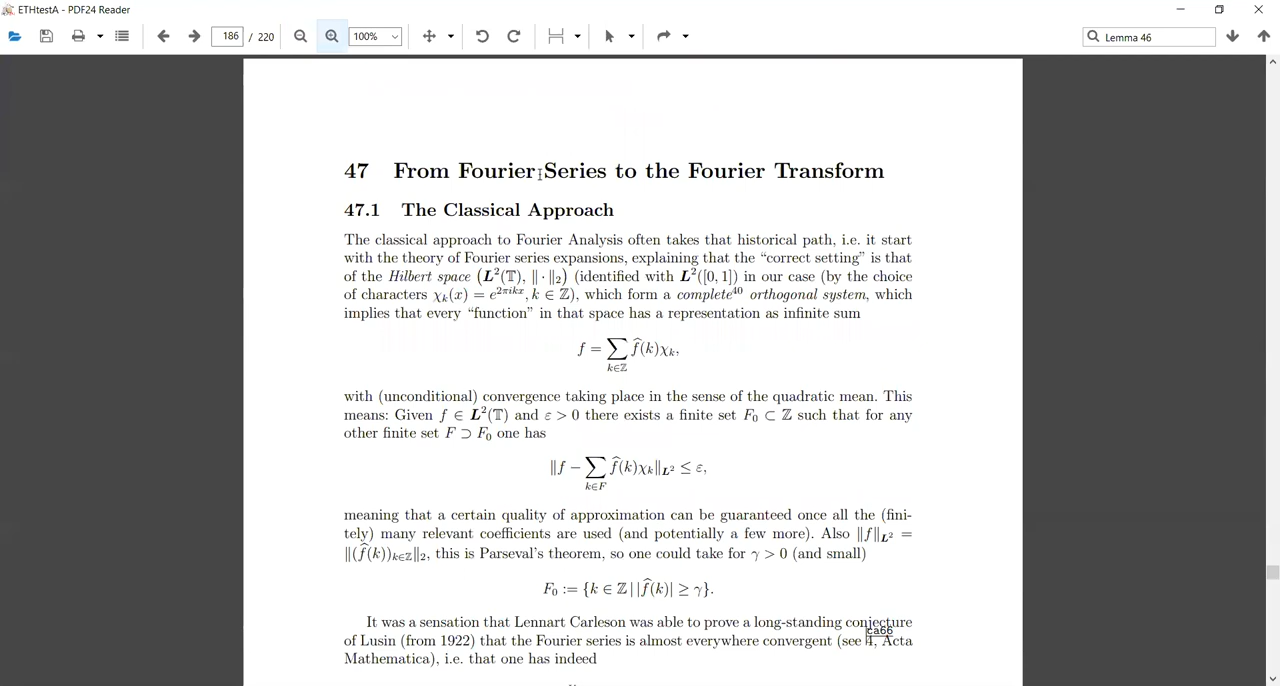 ETHtestA - PDF24 Reader
186 / 220 100% Lemma 46
47 From Fourier Series to the Fourier Transform
47.1 The Classical Approach
The classical approach to Fourier Analysis often takes that historical path, i.e. it start
with the theory of Fourier series expansions, explaining that the “correct setting” is that
of the Hilbert space (L²(𝕋), ‖ · ‖₂) (identified with L²([0, 1]) in our case (by the choice
of characters χₖ(x) = e²πⁱᵏˣ, k ∈ ℤ), which form a complete⁴⁰ orthogonal system, which
implies that every “function” in that space has a representation as infinite sum
f = ∑_{k∈ℤ} f̂(k)χₖ,
with (unconditional) convergence taking place in the sense of the quadratic mean. This
means: Given f ∈ L²(𝕋) and ε > 0 there exists a finite set F₀ ⊂ ℤ such that for any
other finite set F ⊃ F₀ one has
‖f − ∑_{k∈F} f̂(k)χₖ‖_{L²} ≤ ε,
meaning that a certain quality of approximation can be guaranteed once all the (fini-
tely) many relevant coefficients are used (and potentially a few more). Also ‖f‖_{L²} =
‖(f̂(k))_{k∈ℤ}‖₂, this is Parseval’s theorem, so one could take for γ > 0 (and small)
F₀ := {k ∈ ℤ | |f̂(k)| ≥ γ}.
It was a sensation that Lennart Carleson was able to prove a long-standing conjecture
of Lusin (from 1922) that the Fourier series is almost everywhere convergent (see ca66 4, Acta
Mathematica), i.e. that one has indeed